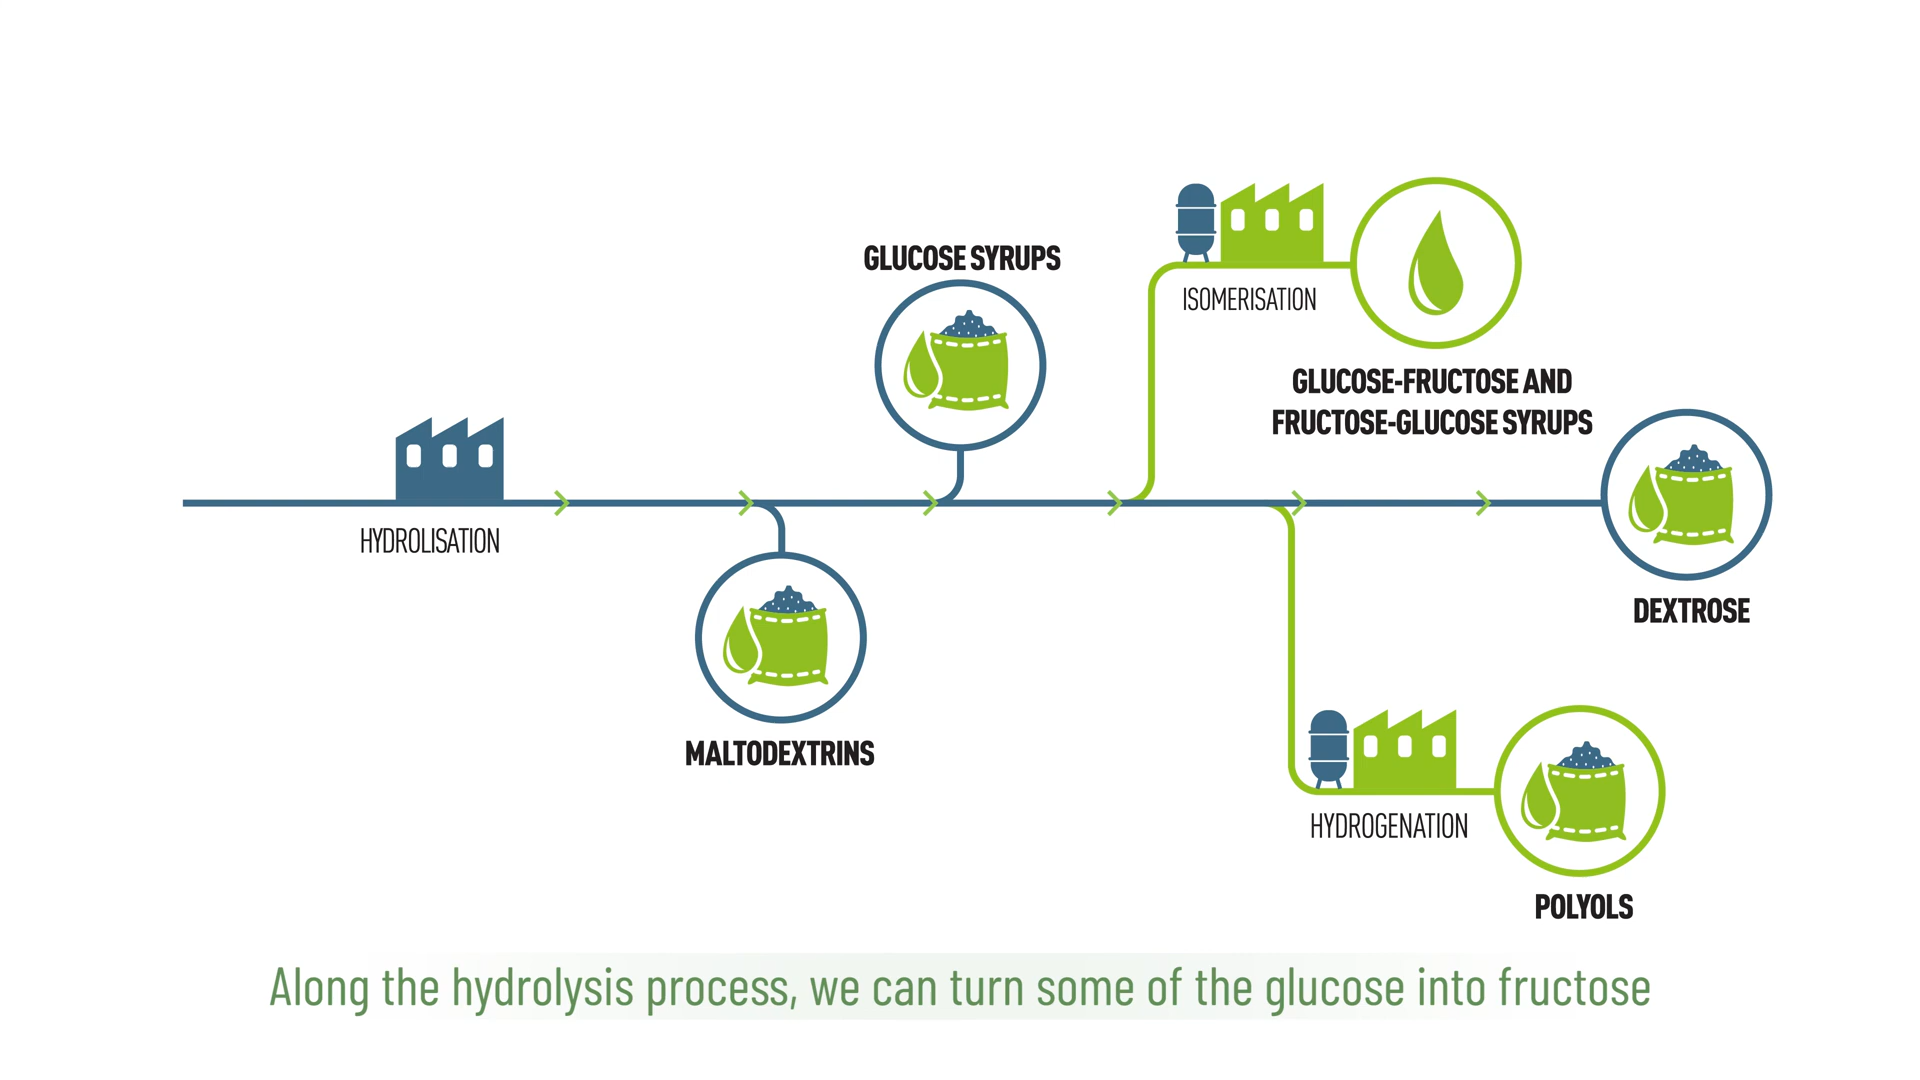 GLUCOSE SYRUPS
ISOMERISATION
GLUCOSE-FRUCTOSE AND
FRUCTOSE-GLUCOSE SYRUPS
HYDROLISATION
DEXTROSE
MALTODEXTRINS
HYDROGENATION
POLYOLS
Along the hydrolysis process, we can turn some of the glucose into fructose